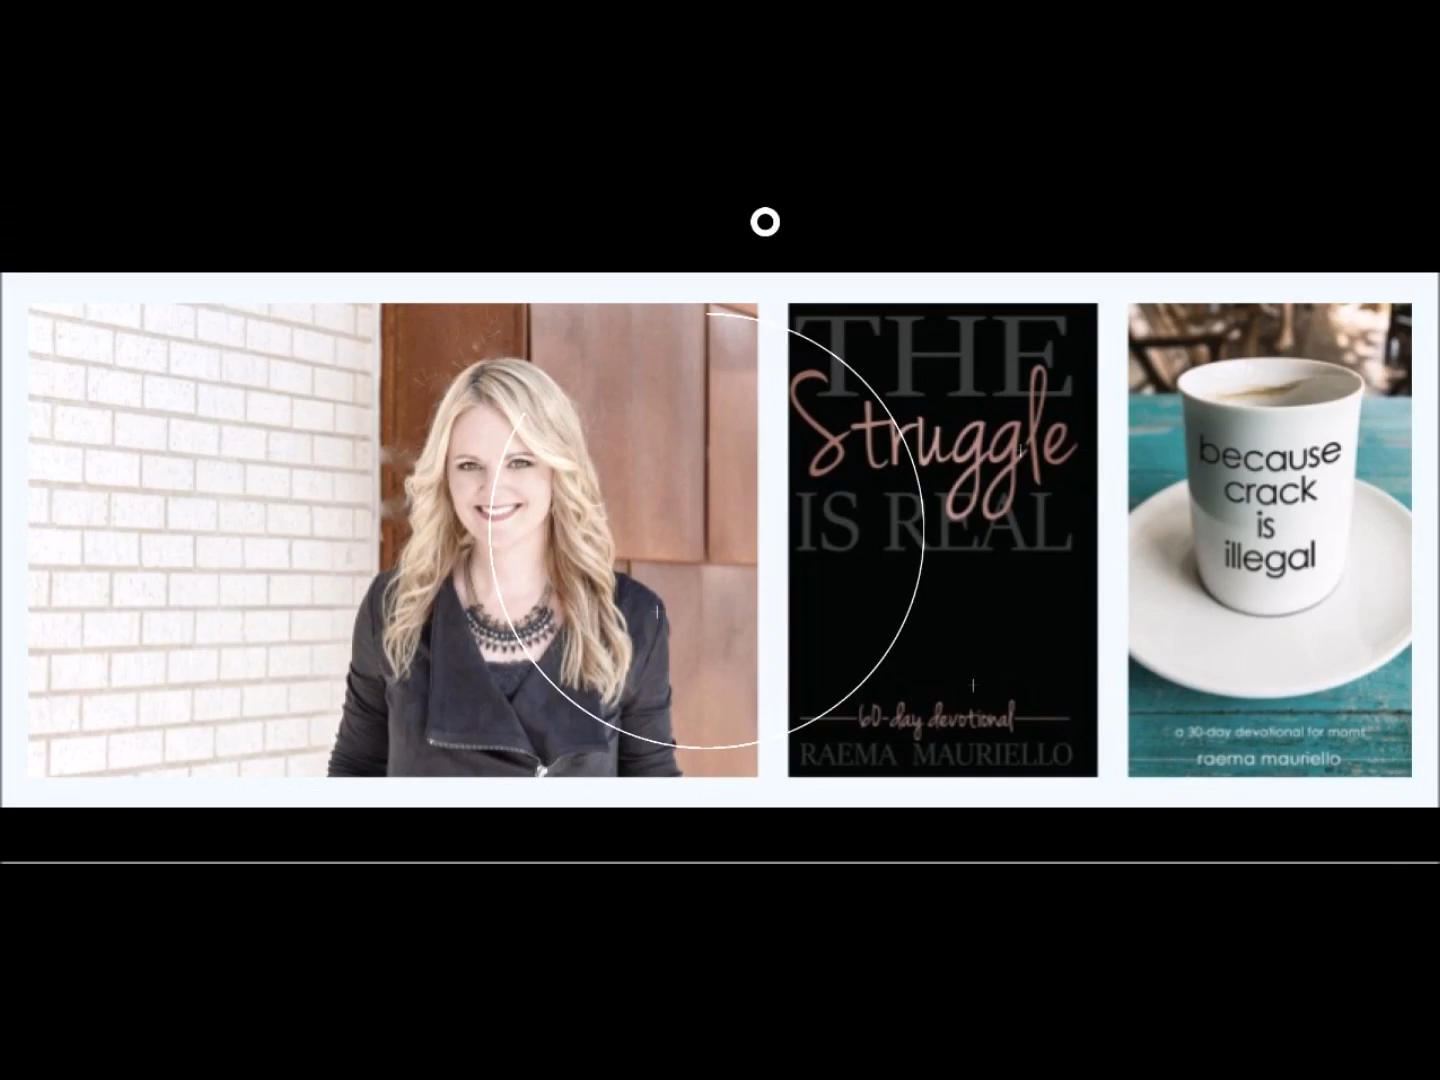 THE
Struggle
IS REAL
60-day devotional
RAEMA MAURIELLO
because
crack
is
illegal
a 30-day devotional for moms
raema mauriello